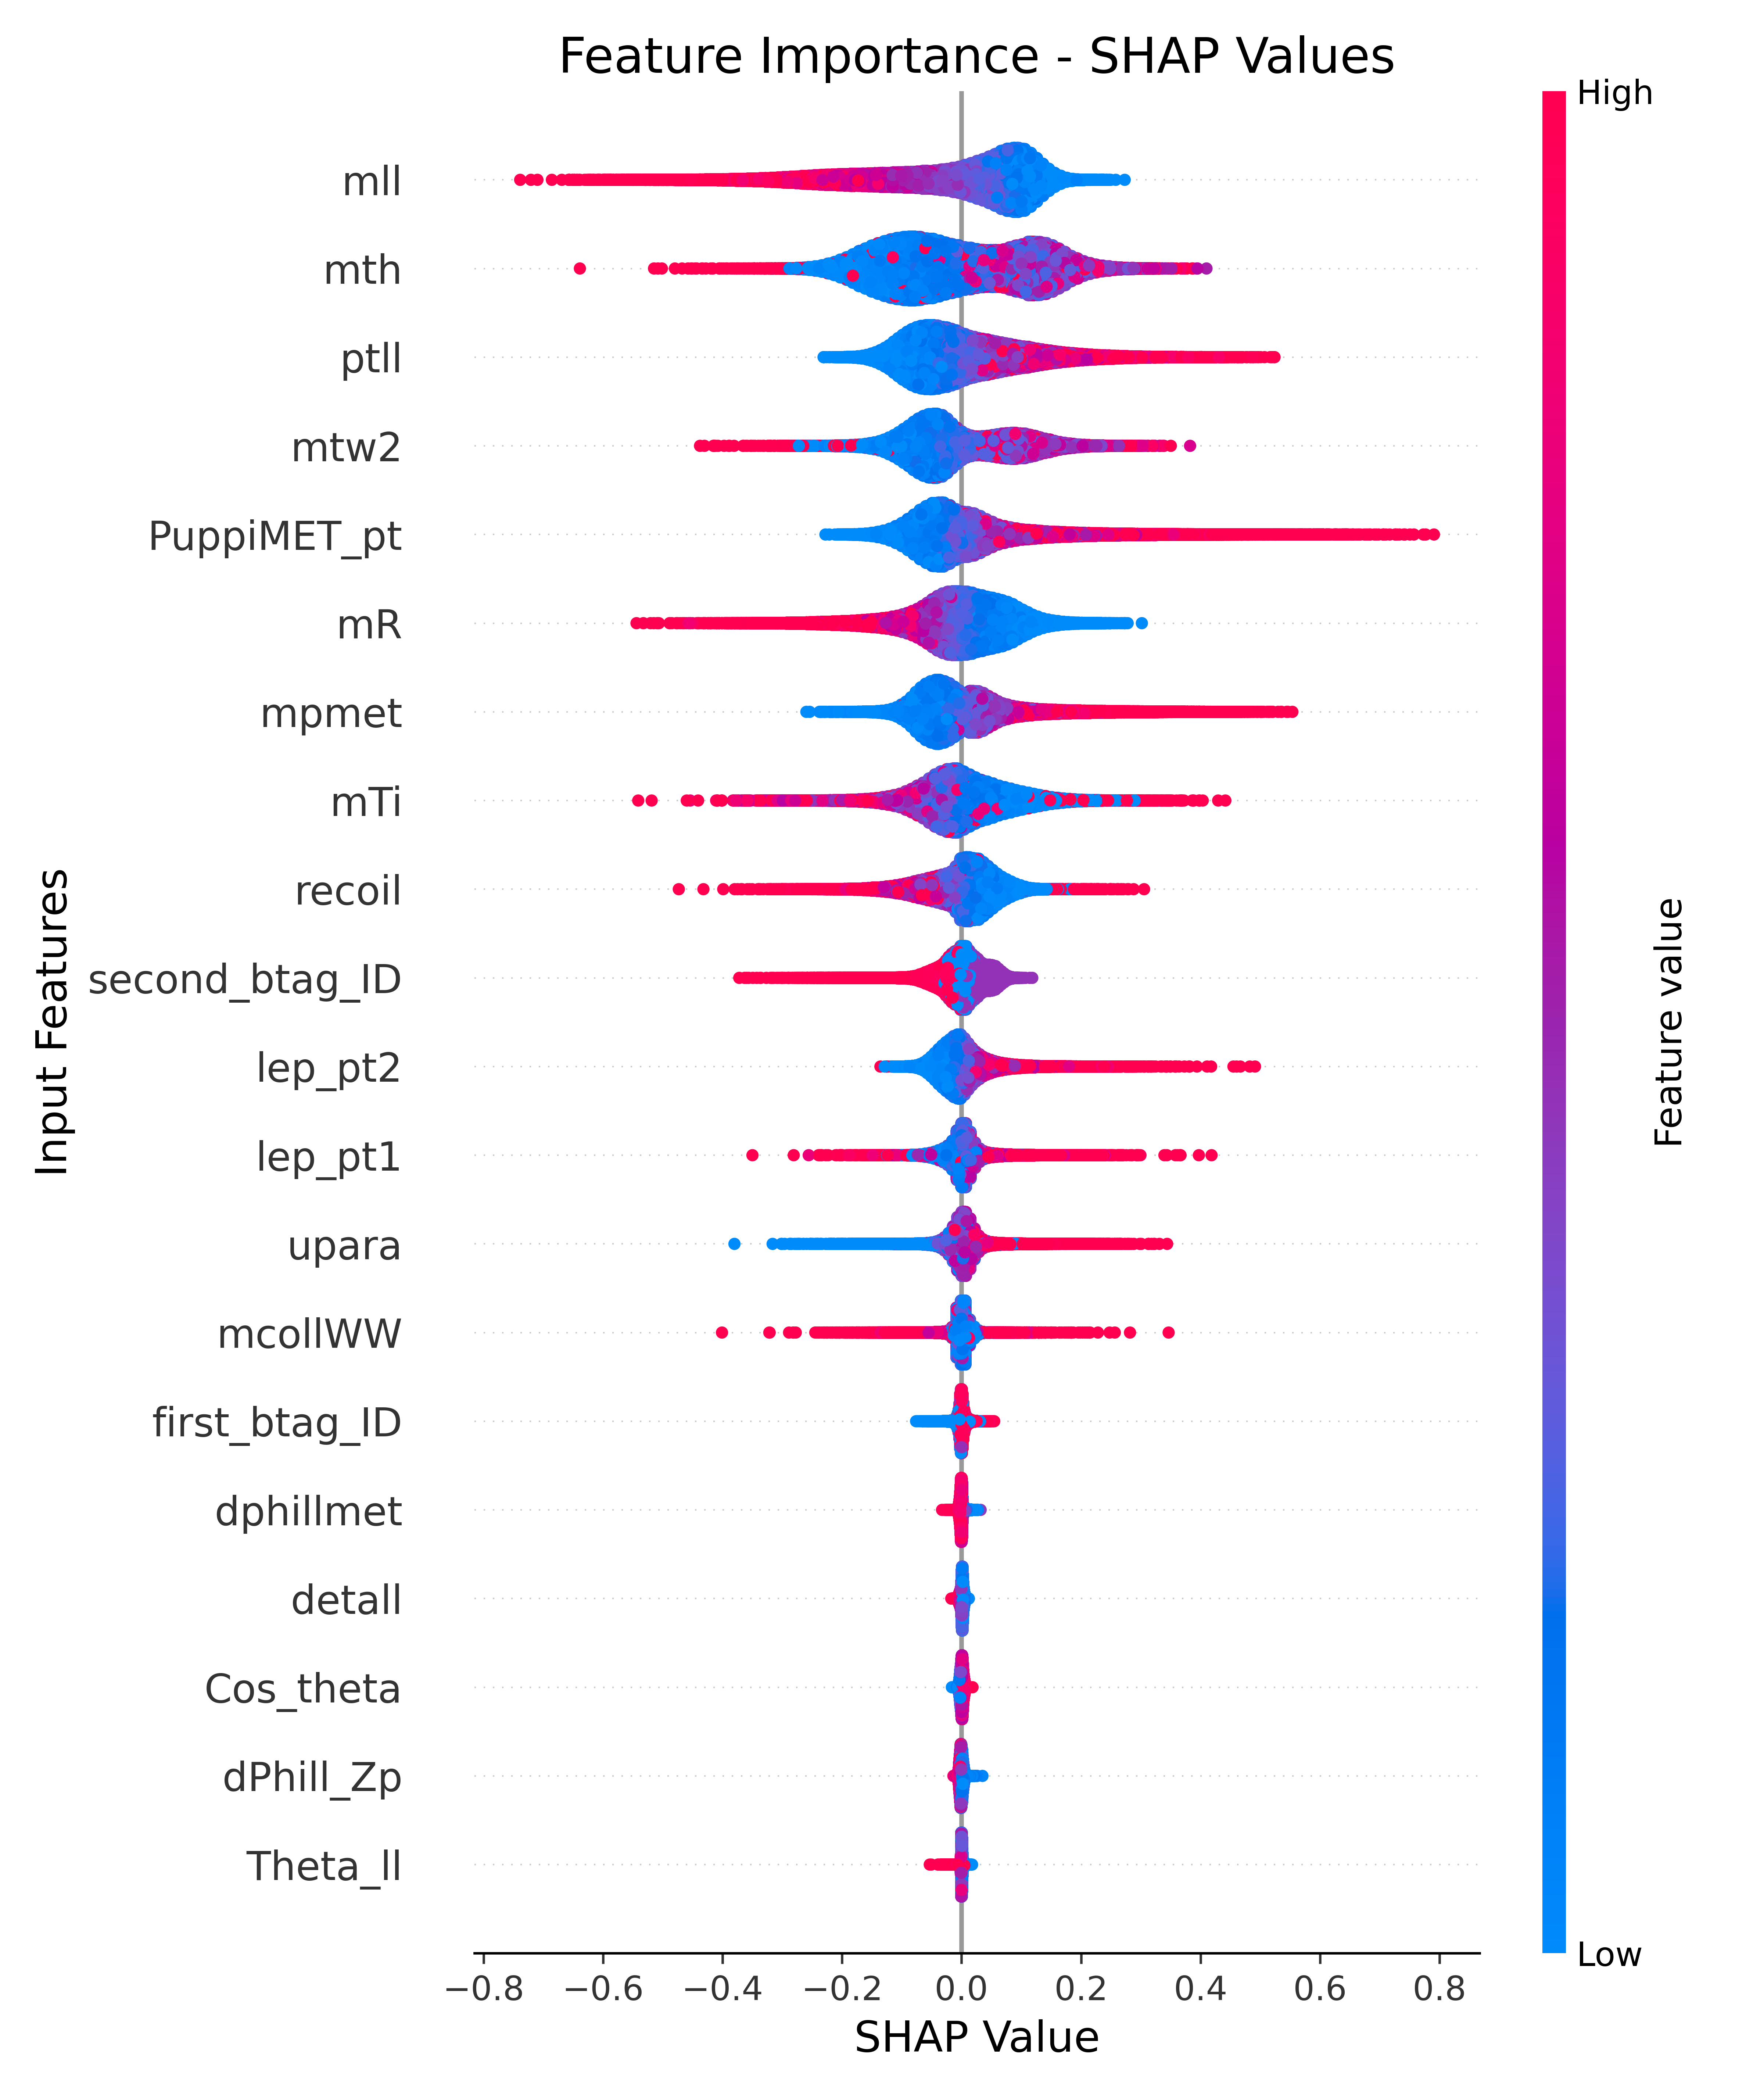 Feature Importance - SHAP Values
High
mll
mth
ptll
mtw2
PuppiMET_pt
mR
mpmet
mTi
recoil
second_btag_ID
lep_pt2
lep_pt1
upara
mcollWW
first_btag_ID
dphillmet
detall
Cos_theta
dPhill_Zp
Theta_ll
Input Features
Feature value
Low
−0.8 −0.6 −0.4 −0.2 0.0 0.2 0.4 0.6 0.8
SHAP Value